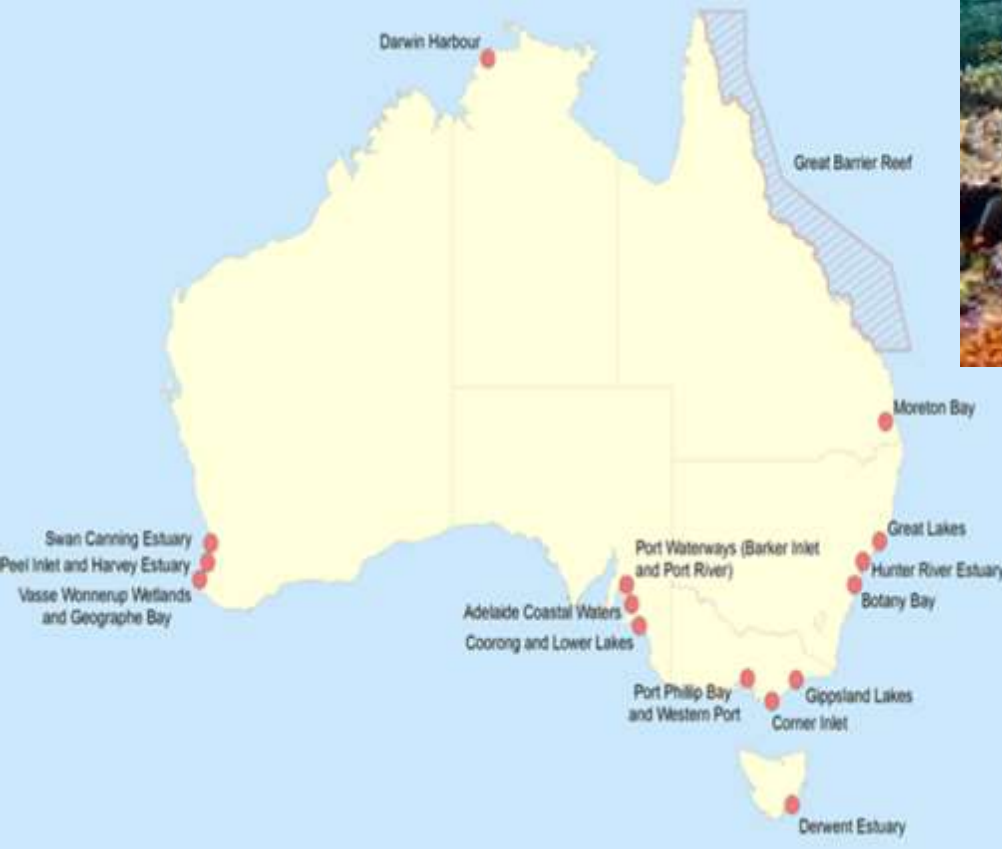 Darwin Harbour
Great Barrier Reef
Moreton Bay
Swan Canning Estuary
Peel Inlet and Harvey Estuary
Vasse Wonnerup Wetlands
and Geographe Bay
Port Waterways (Barker Inlet
and Port River)
Adelaide Coastal Waters
Coorong and Lower Lakes
Great Lakes
Hunter River Estuary
Botany Bay
Port Phillip Bay
and Western Port
Gippsland Lakes
Corner Inlet
Derwent Estuary